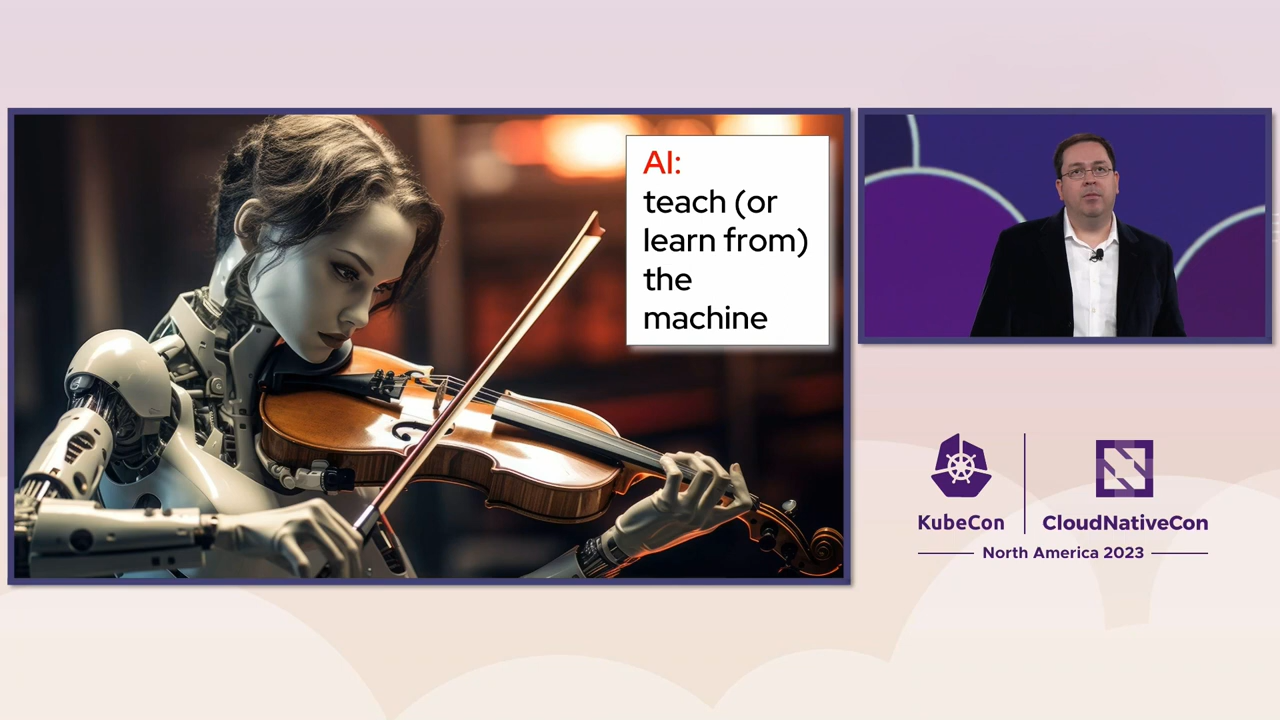 AI:
teach (or
learn from)
the
machine
KubeCon
CloudNativeCon
North America 2023